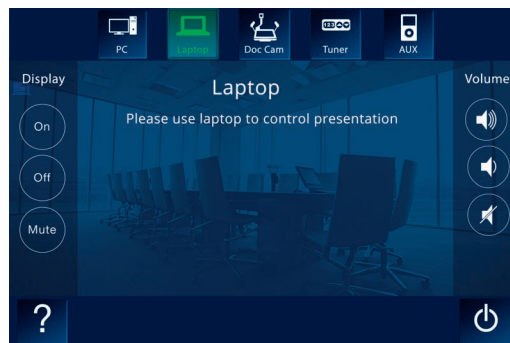 PC
Laptop
Doc Cam
Tuner
AUX
Display
Laptop
Volume
Please use laptop to control presentation
On
Off
Mute
?